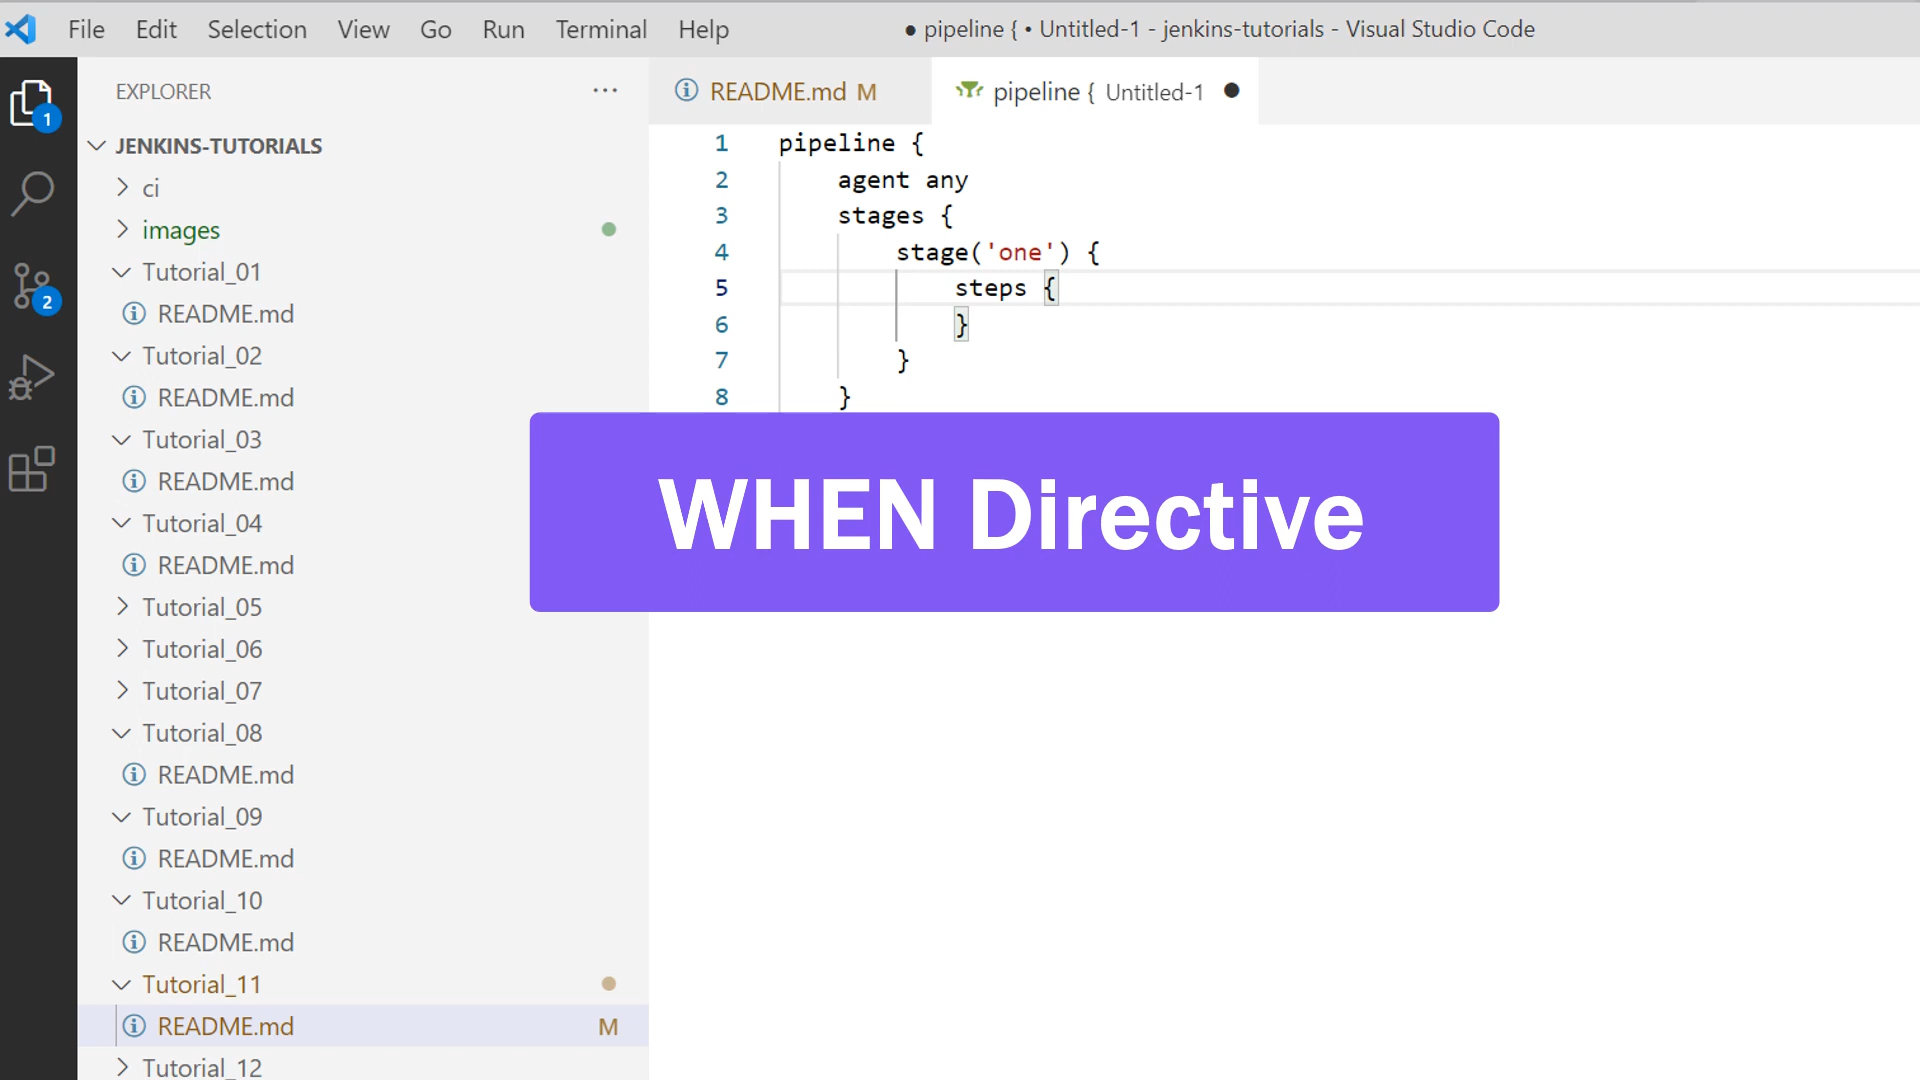 File Edit Selection View Go Run Terminal Help
● pipeline { • Untitled-1 - jenkins-tutorials - Visual Studio Code
1
2
EXPLORER ...
JENKINS-TUTORIALS
ci
images
Tutorial_01
README.md
Tutorial_02
README.md
Tutorial_03
README.md
Tutorial_04
README.md
Tutorial_05
Tutorial_06
Tutorial_07
Tutorial_08
README.md
Tutorial_09
README.md
Tutorial_10
README.md
Tutorial_11
README.md M
Tutorial_12
README.md M
pipeline { Untitled-1
1 pipeline {
2 agent any
3 stages {
4 stage('one') {
5 steps {
6 }
7 }
8 }
WHEN Directive